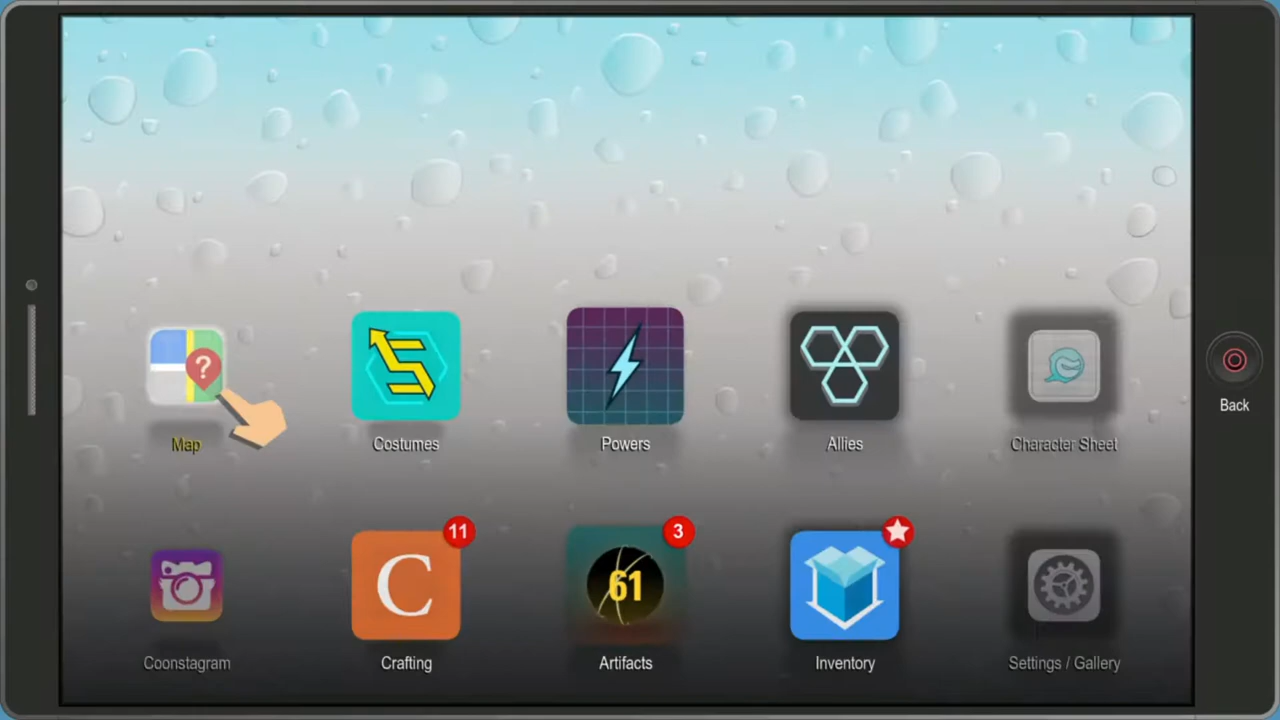 ?
Map
Costumes
Powers
Allies
Character Sheet
Back
11
3
C
61
Coonstagram
Crafting
Artifacts
Inventory
Settings / Gallery